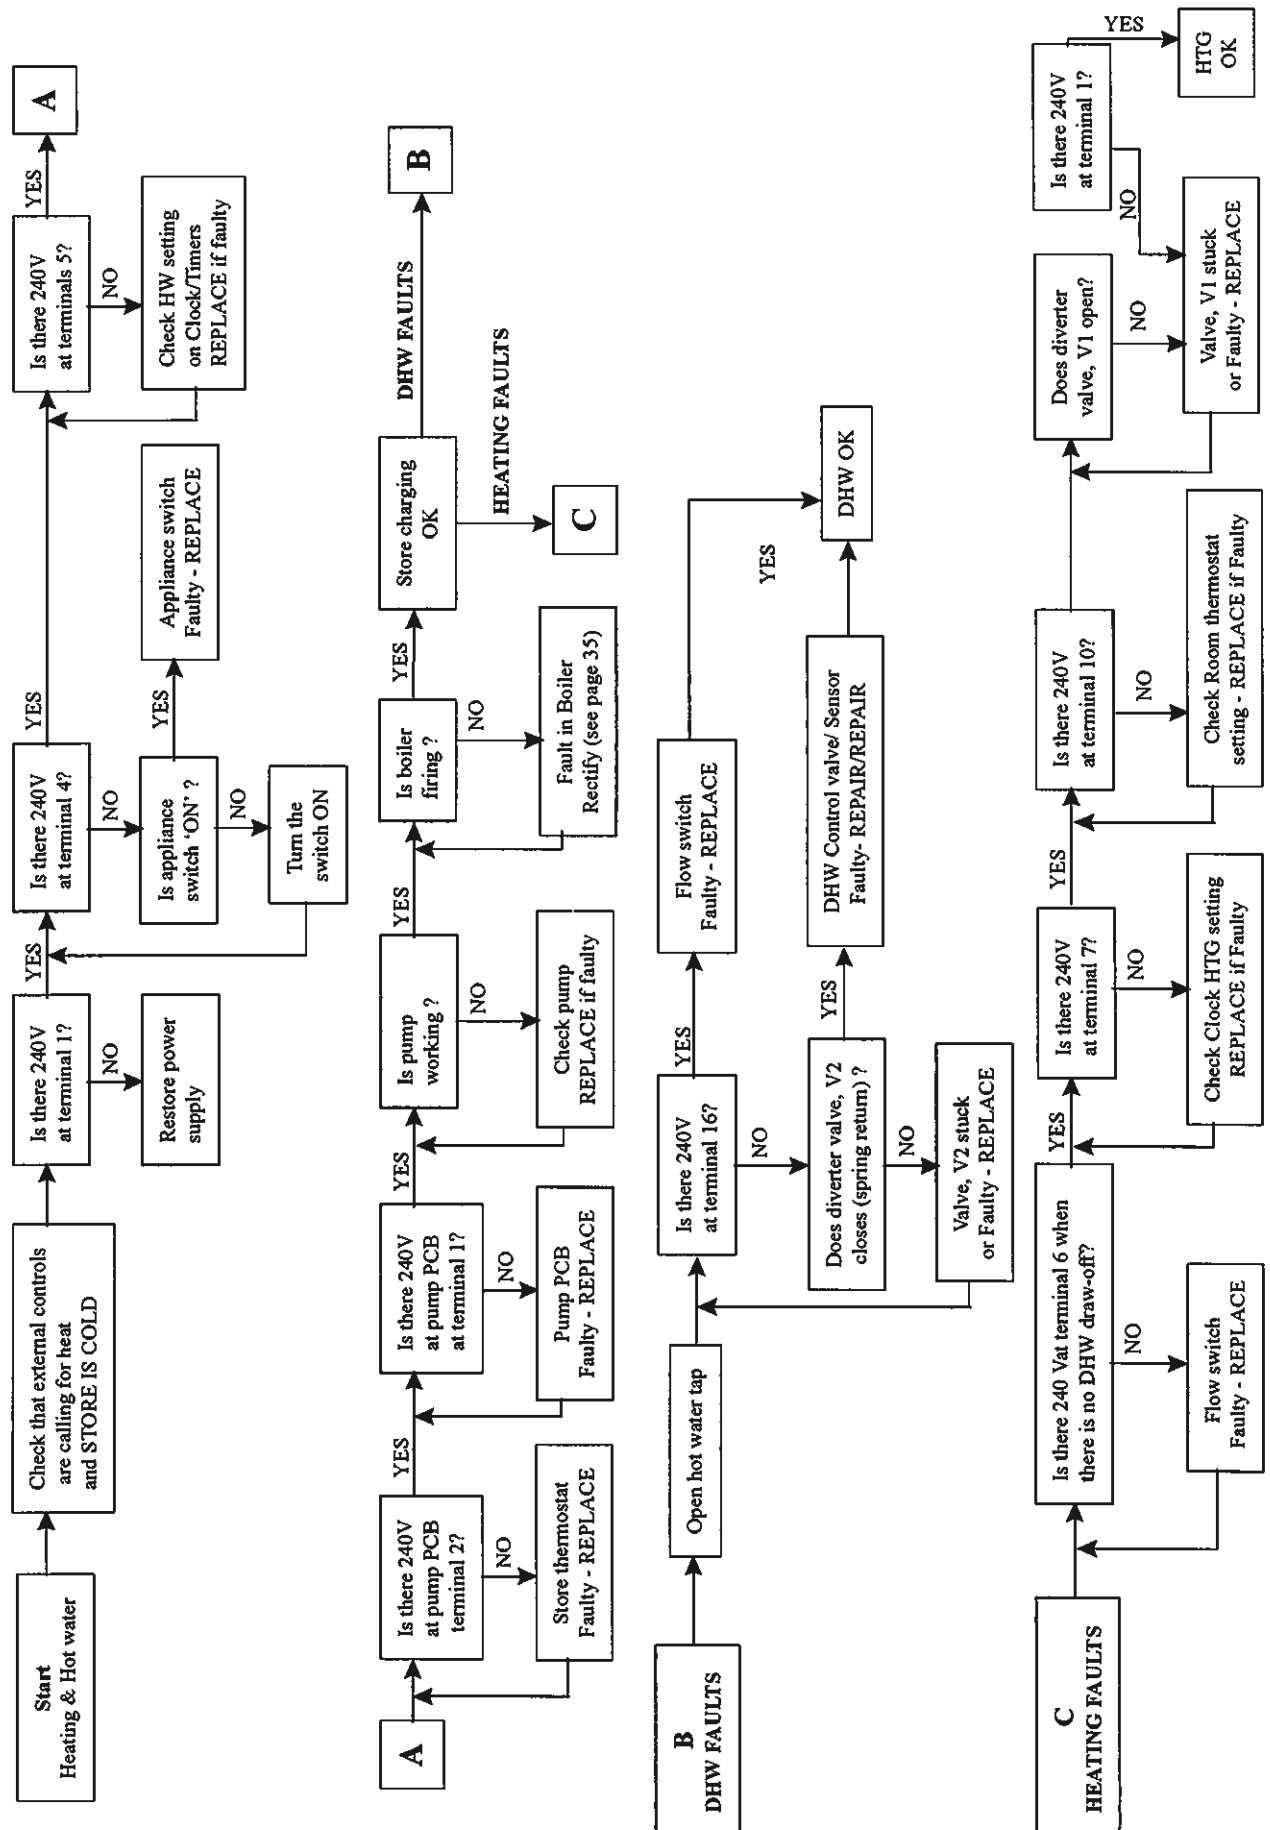 Start
Heating & Hot water
Check that external controls
are calling for heat
and STORE IS COLD
Is there 240V
at terminal 1?
NO
Restore power
supply
YES
Is there 240V
at terminal 4?
NO
Is appliance
switch ‘ON’ ?
NO
Turn the
switch ON
YES
Appliance switch
Faulty - REPLACE
YES
Is there 240V
at terminals 5?
NO
Check HW setting
on Clock/Timers
REPLACE if faulty
YES
A
A
Is there 240V
at pump PCB
terminal 2?
NO
Store thermostat
Faulty - REPLACE
YES
Is there 240V
at pump PCB
at terminal 1?
NO
Pump PCB
Faulty - REPLACE
YES
Is pump
working ?
NO
Check pump
REPLACE if faulty
YES
Is boiler
firing ?
NO
Fault in Boiler
Rectify (see page 35)
YES
Store charging
OK
DHW FAULTS
B
HEATING FAULTS
C
B
DHW FAULTS
Open hot water tap
Is there 240V
at terminal 16?
YES
Flow switch
Faulty - REPLACE
YES
DHW OK
NO
Does diverter valve, V2
closes (spring return) ?
YES
DHW Control valve/ Sensor
Faulty- REPAIR/REPAIR
NO
Valve, V2 stuck
or Faulty - REPLACE
C
HEATING FAULTS
Is there 240 Vat terminal 6 when
there is no DHW draw-off?
NO
Flow switch
Faulty - REPLACE
YES
Is there 240V
at terminal 7?
NO
Check Clock HTG setting
REPLACE if Faulty
YES
Is there 240V
at terminal 10?
NO
Check Room thermostat
setting - REPLACE if Faulty
Does diverter
valve, V1 open?
NO
Valve, V1 stuck
or Faulty - REPLACE
Is there 240V
at terminal 1?
NO
YES
HTG
OK